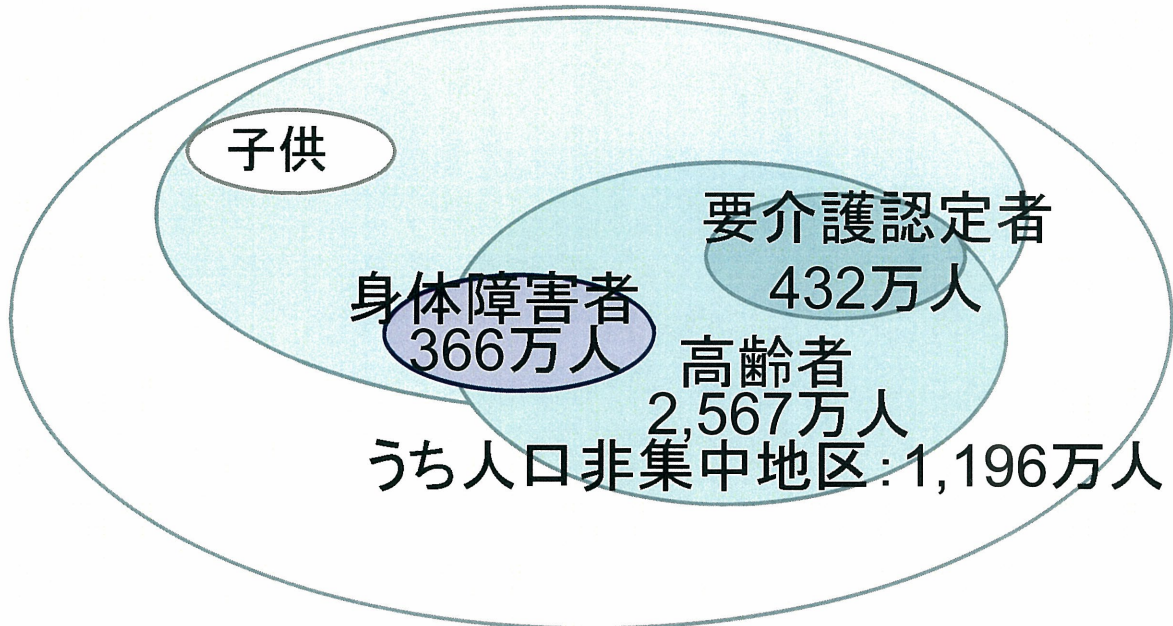 子供
要介護認定者
432万人
身体障害者
366万人
高齢者
2,567万人
うち人口非集中地区:1,196万人